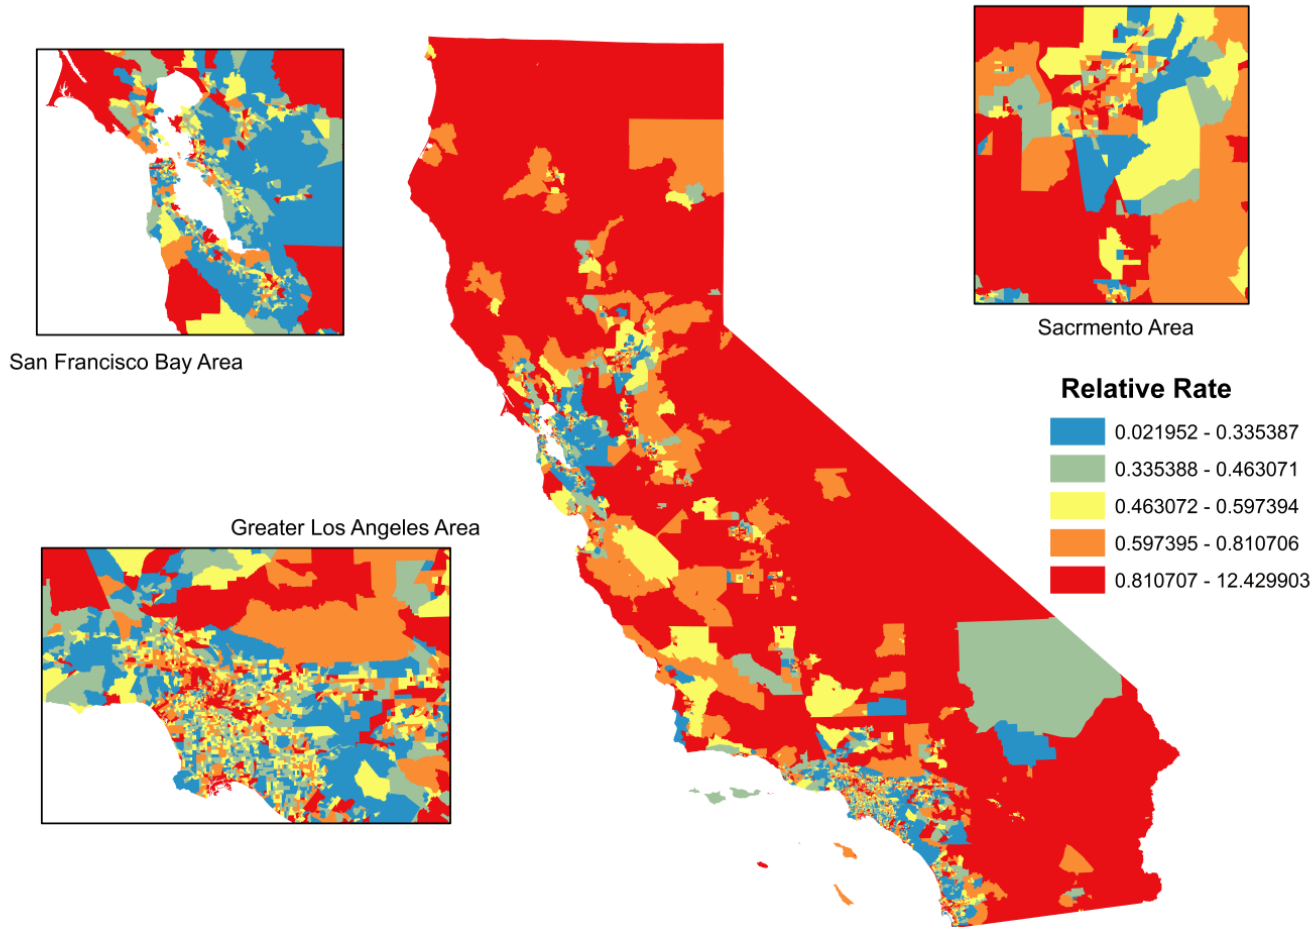 San Francisco Bay Area
Sacrmento Area
Greater Los Angeles Area
Relative Rate
0.021952 - 0.335387
0.335388 - 0.463071
0.463072 - 0.597394
0.597395 - 0.810706
0.810707 - 12.429903